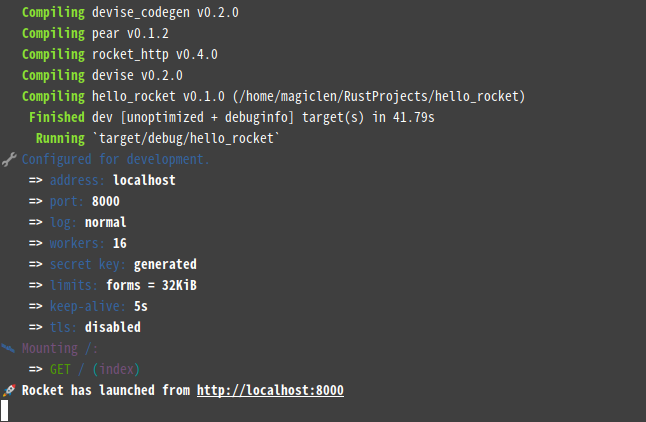 Compiling devise_codegen v0.2.0
Compiling pear v0.1.2
Compiling rocket_http v0.4.0
Compiling devise v0.2.0
Compiling hello_rocket v0.1.0 (/home/magiclen/RustProjects/hello_rocket)
Finished dev [unoptimized + debuginfo] target(s) in 41.79s
Running `target/debug/hello_rocket`
🔧 Configured for development.
=> address: localhost
=> port: 8000
=> log: normal
=> workers: 16
=> secret key: generated
=> limits: forms = 32KiB
=> keep-alive: 5s
=> tls: disabled
🛰 Mounting /:
=> GET / (index)
🚀 Rocket has launched from http://localhost:8000